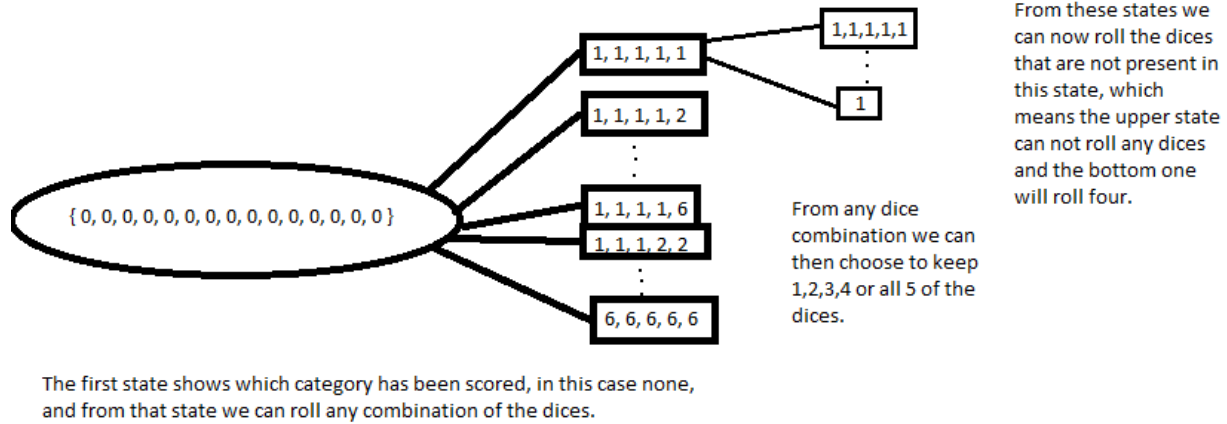 1, 1, 1, 1, 1
1, 1, 1, 1, 2
{ 0, 0, 0, 0, 0, 0, 0, 0, 0, 0, 0, 0, 0, 0, 0 }
1, 1, 1, 1, 6
1, 1, 1, 2, 2
6, 6, 6, 6, 6
1,1,1,1,1
1
From any dice
combination we can
then choose to keep
1,2,3,4 or all 5 of the
dices.
From these states we
can now roll the dices
that are not present in
this state, which
means the upper state
can not roll any dices
and the bottom one
will roll four.
The first state shows which category has been scored, in this case none,
and from that state we can roll any combination of the dices.